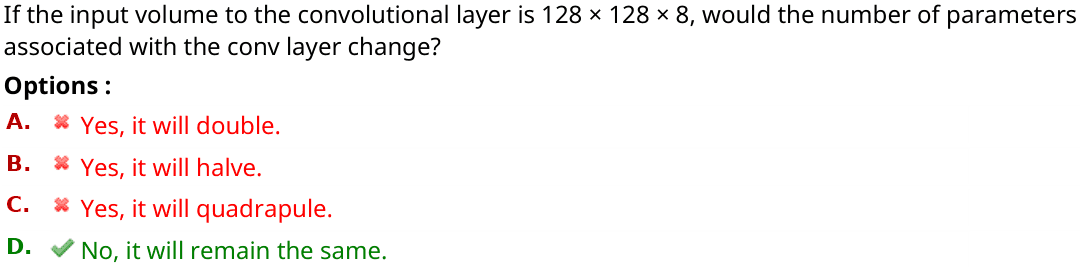 If the input volume to the convolutional layer is 128 × 128 × 8, would the number of parameters
associated with the conv layer change?
Options :
A. Yes, it will double.
B. Yes, it will halve.
C. Yes, it will quadrapule.
D. No, it will remain the same.